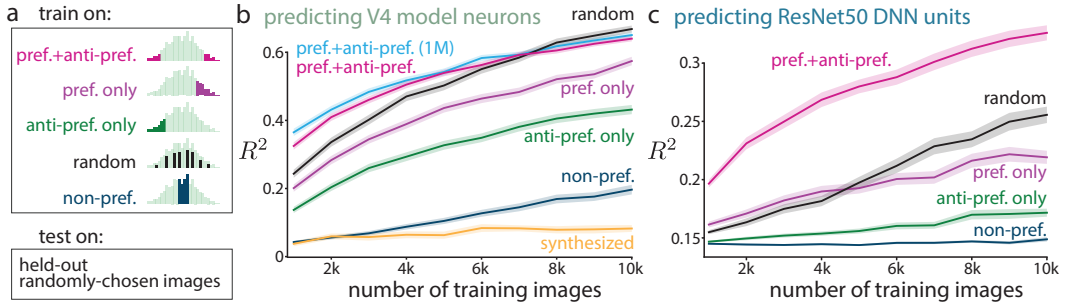 a
train on:
pref.+anti-pref.
pref. only
anti-pref. only
random
non-pref.
test on:
held-out
randomly-chosen images
b
predicting V4 model neurons
random
pref.+anti-pref. (1M)
pref.+anti-pref.
pref. only
anti-pref. only
non-pref.
synthesized
R²
0.6
0.4
0.2
0.0
2k
4k
6k
8k
10k
number of training images
c
predicting ResNet50 DNN units
pref.+anti-pref.
random
pref. only
anti-pref. only
non-pref.
R²
0.3
0.25
0.2
0.15
2k
4k
6k
8k
10k
number of training images